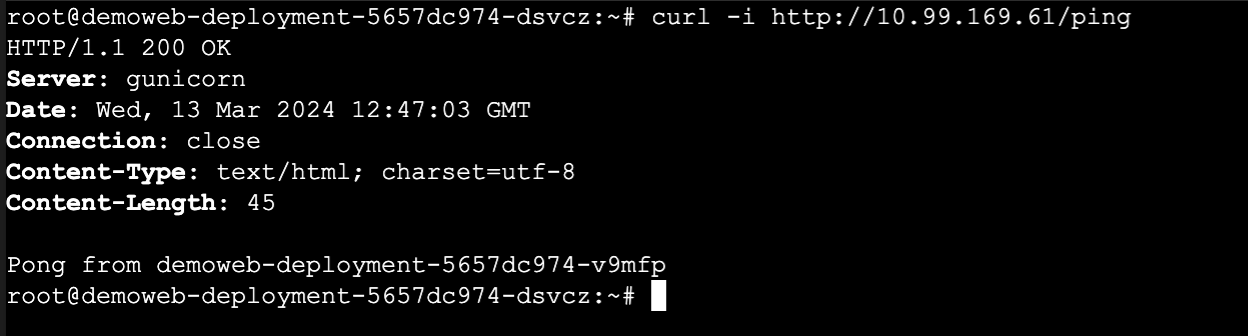 root@demoweb-deployment-5657dc974-dsvcz:~# curl -i http://10.99.169.61/ping
HTTP/1.1 200 OK
Server: gunicorn
Date: Wed, 13 Mar 2024 12:47:03 GMT
Connection: close
Content-Type: text/html; charset=utf-8
Content-Length: 45
Pong from demoweb-deployment-5657dc974-v9mfp
root@demoweb-deployment-5657dc974-dsvcz:~#